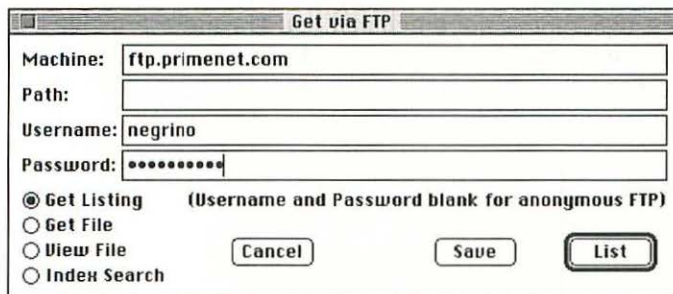 Get via FTP
Machine: ftp.primenet.com
Path:
Username: negrino
Password: ••••••••••
Get Listing (Username and Password blank for anonymous FTP)
Get File
View File
Index Search
Cancel Save List